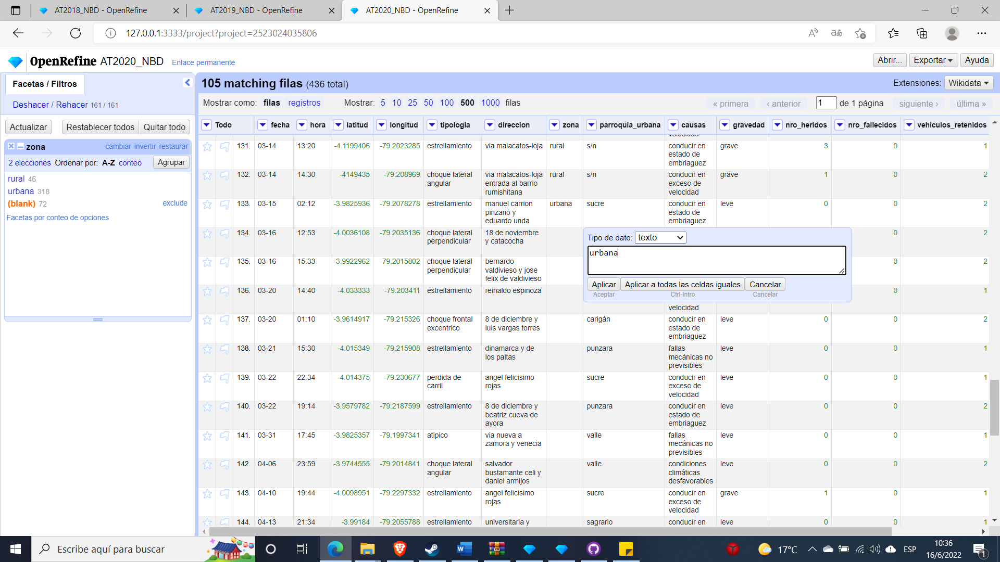 AT2018_NBD - OpenRefine
AT2019_NBD - OpenRefine
AT2020_NBD - OpenRefine
127.0.0.1:3333/project?project=2523024035806
OpenRefine AT2020_NBD Enlace permanente
Abrir... Exportar Ayuda
Facetas / Filtros
Deshacer / Rehacer 161 / 161
Actualizar Restablecer todos Quitar todo
zona cambiar invertir restaurar
2 elecciones Ordenar por: A-Z conteo Agrupar
rural 46
urbana 318
(blank) 72 exclude
Facetas por conteo de opciones
105 matching filas (436 total)
Extensiones: Wikidata
Mostrar como: filas registros Mostrar: 5 10 25 50 100 500 1000 filas
« primera ‹ anterior 1 de 1 página siguiente › última »
Todo fecha hora latitud longitud tipologia direccion zona parroquia_urbana causas gravedad nro_heridos nro_fallecidos vehiculos_retenidos
velocidad
131. 03-14 13:20 -4.1199406 -79.2023285 estrellamiento via malacatos-loja rural s/n conducir en grave 3 0 1
estado de
embriaguez
132. 03-14 14:30 -4149435 -79.208969 choque lateral via malacatos-loja rural s/n conducir en grave 1 0 2
angular entrada al barrio exceso de
rumishitana velocidad
133. 03-15 02:12 -3.9825936 -79.2078278 estrellamiento manuel carrion urbana sucre conducir en leve 0 0 2
pinzano y estado de
eduardo unda embriaguez
134. 03-16 12:53 -4.0036108 -79.2035136 choque lateral 18 de noviembre 0 2
perpendicular y catacocha
135. 03-16 15:33 -3.9922962 -79.2015802 choque lateral bernardo 0 2
perpendicular valdivieso y jose
felix de valdivieso
136. 03-20 14:40 -4.033333 -79.203411 estrellamiento reinaldo espinoza 0 1
velocidad
Tipo de dato: texto
urbana
Aplicar Aplicar a todas las celdas iguales Cancelar
Aceptar Ctrl-Intro Cancelar
137. 03-20 01:10 -3.9614917 -79.215326 choque frontal 8 de diciembre y carigán conducir en leve 0 0 2
excentrico luis vargas torres estado de
embriaguez
138. 03-21 15:30 -4.015349 -79.215908 estrellamiento dinamarca y de punzara fallas leve 0 0 1
los paltas mecánicas no
previsibles
139. 03-22 22:34 -4.014375 -79.230677 perdida de angel felicisimo sucre conducir en leve 0 0 1
carril rojas exceso de
velocidad
140. 03-22 19:14 -3.9579782 -79.2187599 estrellamiento 8 de diciembre y punzara conducir en leve 0 0 2
beatriz cueva de estado de
ayora embriaguez
141. 03-31 17:45 -3.9825357 -79.1997341 atipico via nueva a valle fallas leve 0 0 1
zamora y venecia mecánicas no
previsibles
142. 04-06 23:59 -3.9744555 -79.2014841 choque lateral salvador valle condiciones leve 0 0 2
angular bustamante celi y climáticas
daniel armijos desfavorables
143. 04-10 19:44 -4.0098951 -79.2297332 estrellamiento angel felicisimo sucre conducir en grave 1 0 1
rojas exceso de
velocidad
144. 04-13 21:34 -3.99184 -79.2055788 estrellamiento universitaria y sagrario conducir en leve 0 0 1
Escribe aquí para buscar
17°C ESP 10:36
16/6/2022
1